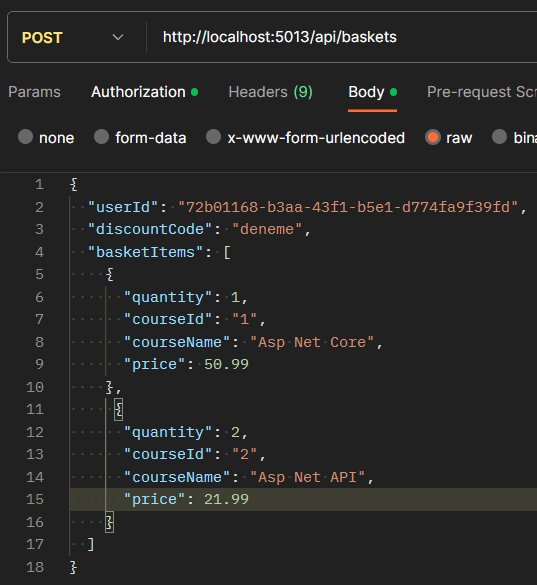 POST http://localhost:5013/api/baskets
Params Authorization Headers (9) Body Pre-request Scr
none form-data x-www-form-urlencoded raw bina
1 {
2 "userId": "72b01168-b3aa-43f1-b5e1-d774fa9f39fd",
3 "discountCode": "deneme",
4 "basketItems": [
5 {
6 "quantity": 1,
7 "courseId": "1",
8 "courseName": "Asp Net Core",
9 "price": 50.99
10 },
11 {
12 "quantity": 2,
13 "courseId": "2",
14 "courseName": "Asp Net API",
15 "price": 21.99
16 }
17 ]
18 }